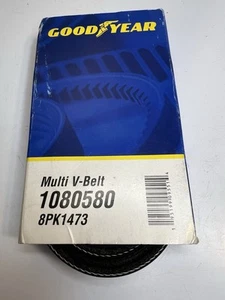 GOODYEAR
Multi V-Belt
1080580
8PK1473